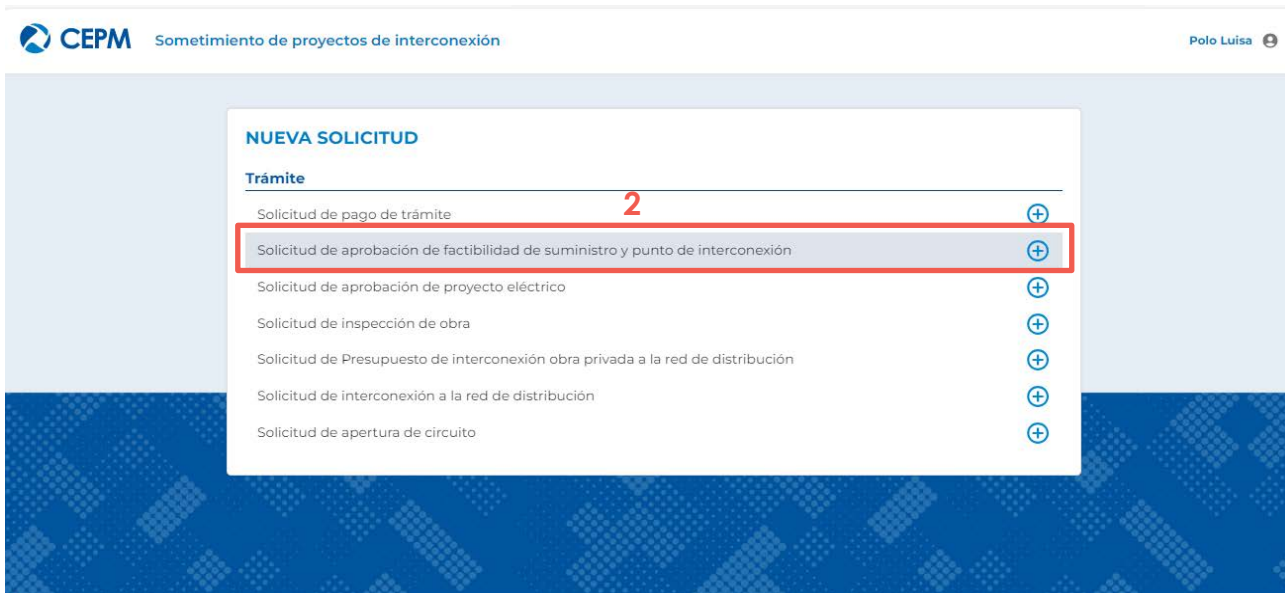 CEPM Sometimiento de proyectos de interconexión Polo Luisa
NUEVA SOLICITUD
Trámite
2
Solicitud de pago de trámite
Solicitud de aprobación de factibilidad de suministro y punto de interconexión
Solicitud de aprobación de proyecto eléctrico
Solicitud de inspección de obra
Solicitud de Presupuesto de interconexión obra privada a la red de distribución
Solicitud de interconexión a la red de distribución
Solicitud de apertura de circuito